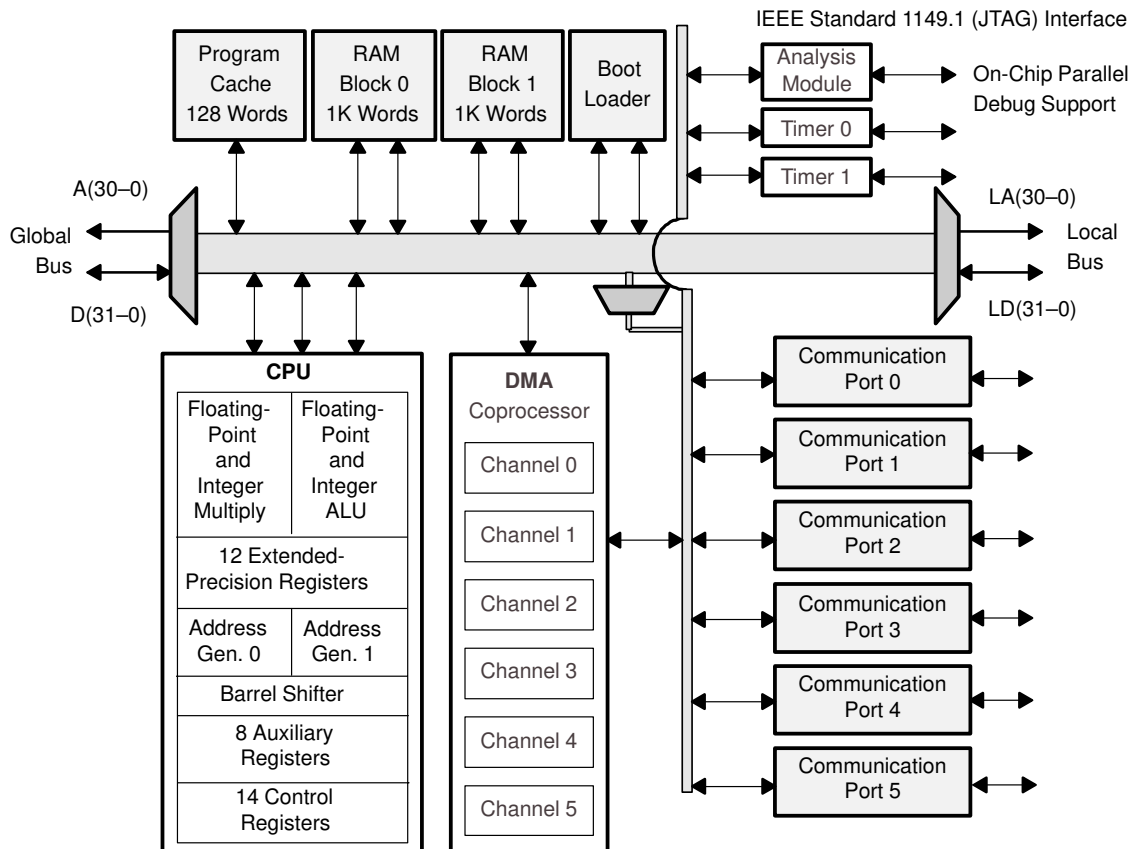 IEEE Standard 1149.1 (JTAG) Interface
Program
Cache
128 Words
RAM
Block 0
1K Words
RAM
Block 1
1K Words
Boot
Loader
Analysis
Module
On-Chip Parallel
Debug Support
Timer 0
Timer 1
A(30–0)
Global
Bus
D(31–0)
LA(30–0)
Local
Bus
LD(31–0)
CPU
Floating-
Point
and
Integer
Multiply
Floating-
Point
and
Integer
ALU
12 Extended-
Precision Registers
Address
Gen. 0
Address
Gen. 1
Barrel Shifter
8 Auxiliary
Registers
14 Control
Registers
DMA
Coprocessor
Channel 0
Channel 1
Channel 2
Channel 3
Channel 4
Channel 5
Communication
Port 0
Communication
Port 1
Communication
Port 2
Communication
Port 3
Communication
Port 4
Communication
Port 5